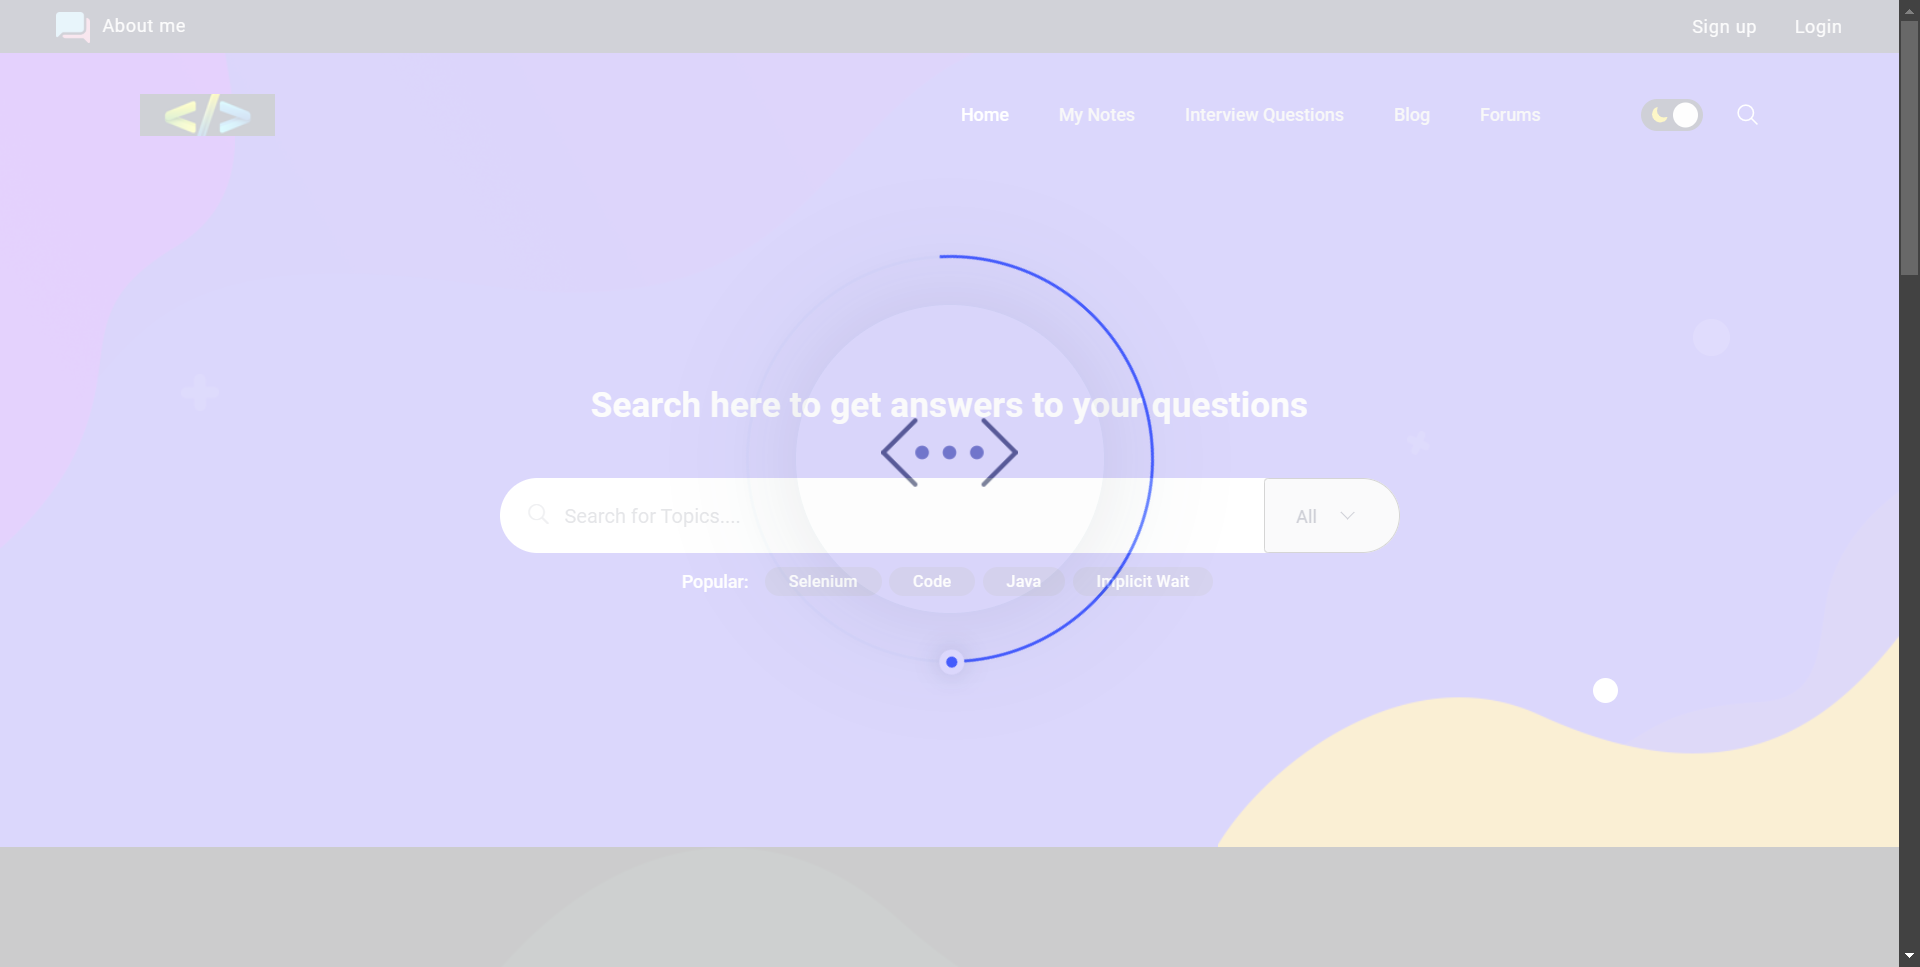 About me
Sign up
Login
</>
Home
My Notes
Interview Questions
Blog
Forums
Search here to get answers to your questions
Search for Topics....
All
Popular:
Selenium
Code
Java
Implicit Wait